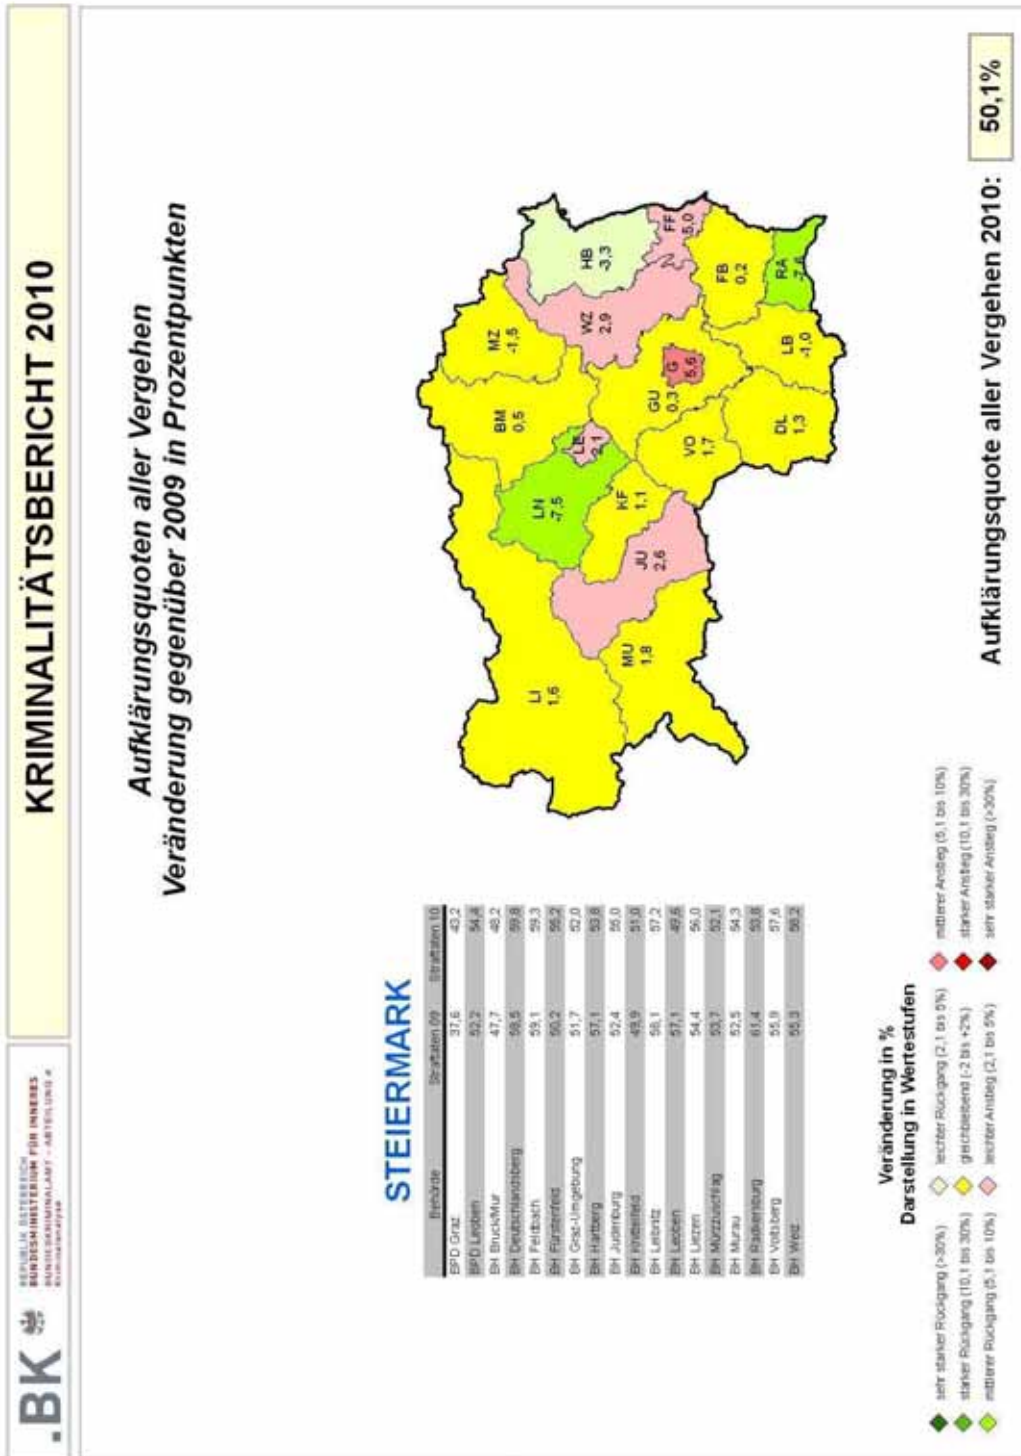 .BK
REPUBLIK ÖSTERREICH
BUNDESMINISTERIUM FÜR INNERES
BUNDESKRIMINALAMT - ABTEILUNG 4
Kriminalanalyse
KRIMINALITÄTSBERICHT 2010
Aufklärungsquoten aller Vergehen
Veränderung gegenüber 2009 in Prozentpunkten
STEIERMARK
Behörde Straftaten 09 Straftaten 10
BPD Graz 37,6 43,2
BPD Leoben 52,2 54,4
BH Bruck/Mur 47,7 48,2
BH Deutschlandsberg 58,5 59,8
BH Feldbach 59,1 59,3
BH Fürstenfeld 50,2 55,2
BH Graz-Umgebung 51,7 52,0
BH Hartberg 57,1 53,8
BH Judenburg 52,4 55,0
BH Knittelfeld 49,9 51,0
BH Leibnitz 58,1 57,2
BH Leoben 57,1 49,6
BH Liezen 54,4 56,0
BH Mürzzuschlag 53,7 52,1
BH Murau 52,5 54,3
BH Radkersburg 61,4 53,8
BH Voitsberg 55,9 57,6
BH Weiz 55,3 58,2
LI
1,6
MU
1,8
JU
2,6
LN
-7,5
KF
1,1
LE
2,1
BM
0,5
MZ
-1,5
VO
1,7
GU
0,3
G
5,6
DL
1,3
LB
-1,0
WZ
2,9
HB
-3,3
FF
5,0
FB
0,2
RA
-7,6
Veränderung in %
Darstellung in Wertestufen
sehr starker Rückgang (>30%)
starker Rückgang (10,1 bis 30%)
mittlerer Rückgang (5,1 bis 10%)
leichter Rückgang (2,1 bis 5%)
gleichbleibend (-2 bis +2%)
leichter Anstieg (2,1 bis 5%)
mittlerer Anstieg (5,1 bis 10%)
starker Anstieg (10,1 bis 30%)
sehr starker Anstieg (>30%)
Aufklärungsquote aller Vergehen 2010:
50,1%